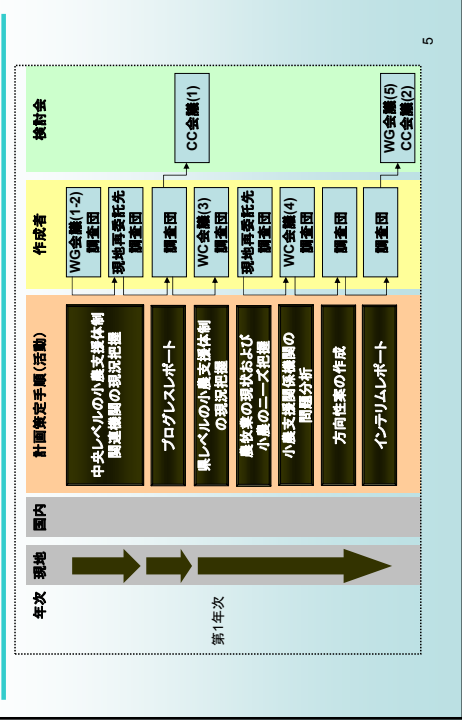 年次
現地
国内
計画策定手順(活動)
作成者
検討会
第1年次
中央レベルの小農支援体制
関連機関の現況把握
WG会議(1-2)
調査団
現地再委託先
調査団
プログレスレポート
調査団
CC会議(1)
県レベルの小農支援体制
の現況把握
WC会議(3)
調査団
農牧業の現状および
小農のニーズ把握
現地再委託先
調査団
小農支援関係機関の
問題分析
WC会議(4)
調査団
方向性案の作成
調査団
インテリムレポート
調査団
WG会議(5)
CC会議(2)
5